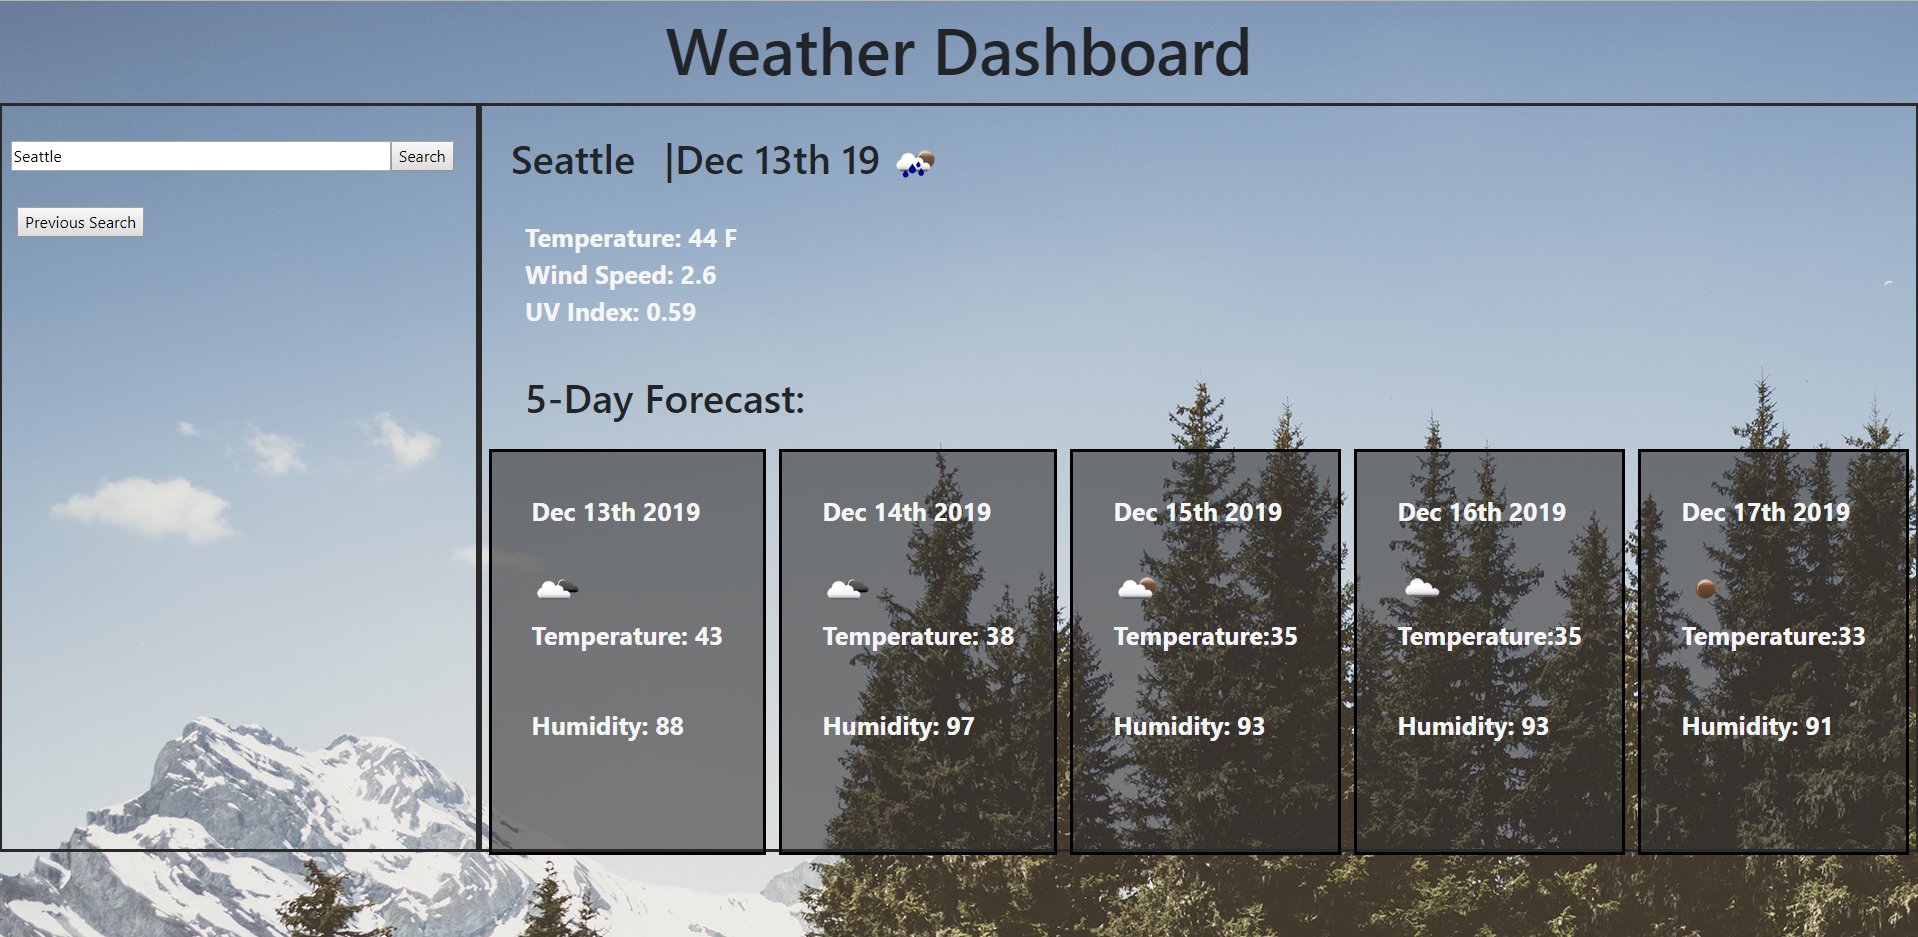 Weather Dashboard
Seattle
Search
Previous Search
Seattle |Dec 13th 19
Temperature: 44 F
Wind Speed: 2.6
UV Index: 0.59
5-Day Forecast:
Dec 13th 2019
Temperature: 43
Humidity: 88
Dec 14th 2019
Temperature: 38
Humidity: 97
Dec 15th 2019
Temperature:35
Humidity: 93
Dec 16th 2019
Temperature:35
Humidity: 93
Dec 17th 2019
Temperature:33
Humidity: 91